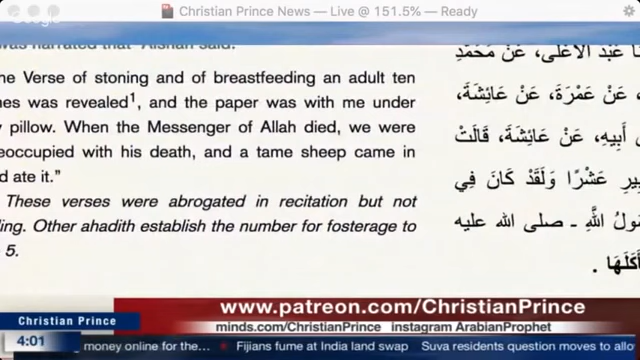 Christian Prince News — Live @ 151.5% — Ready
Google
was narrated that 'Aishah said:
he Verse of stoning and of breastfeeding an adult ten
nes was revealed¹, and the paper was with me under
y pillow. When the Messenger of Allah died, we were
eoccupied with his death, and a tame sheep came in
d ate it."
These verses were abrogated in recitation but not
ling. Other ahadith establish the number for fosterage to
5.
عَبْدُ الأَعْلَى، عَنْ مُحَمَّدِ
عَنْ عَمْرَةَ، عَنْ عَائِشَةَ،
أَبِيهِ، عَنْ عَائِشَةَ، قَالَتْ
بِيرِ عَشْرًا وَلَقَدْ كَانَ فِي
سُولُ اللَّهِ ـ صلى الله عليه
أَكَلَهَا .
www.patreon.com/ChristianPrince
Christian Prince
minds.com/ChristianPrince instagram ArabianProphet
4:01
money online for the... Fijians fume at India land swap Suva residents question moves to allo